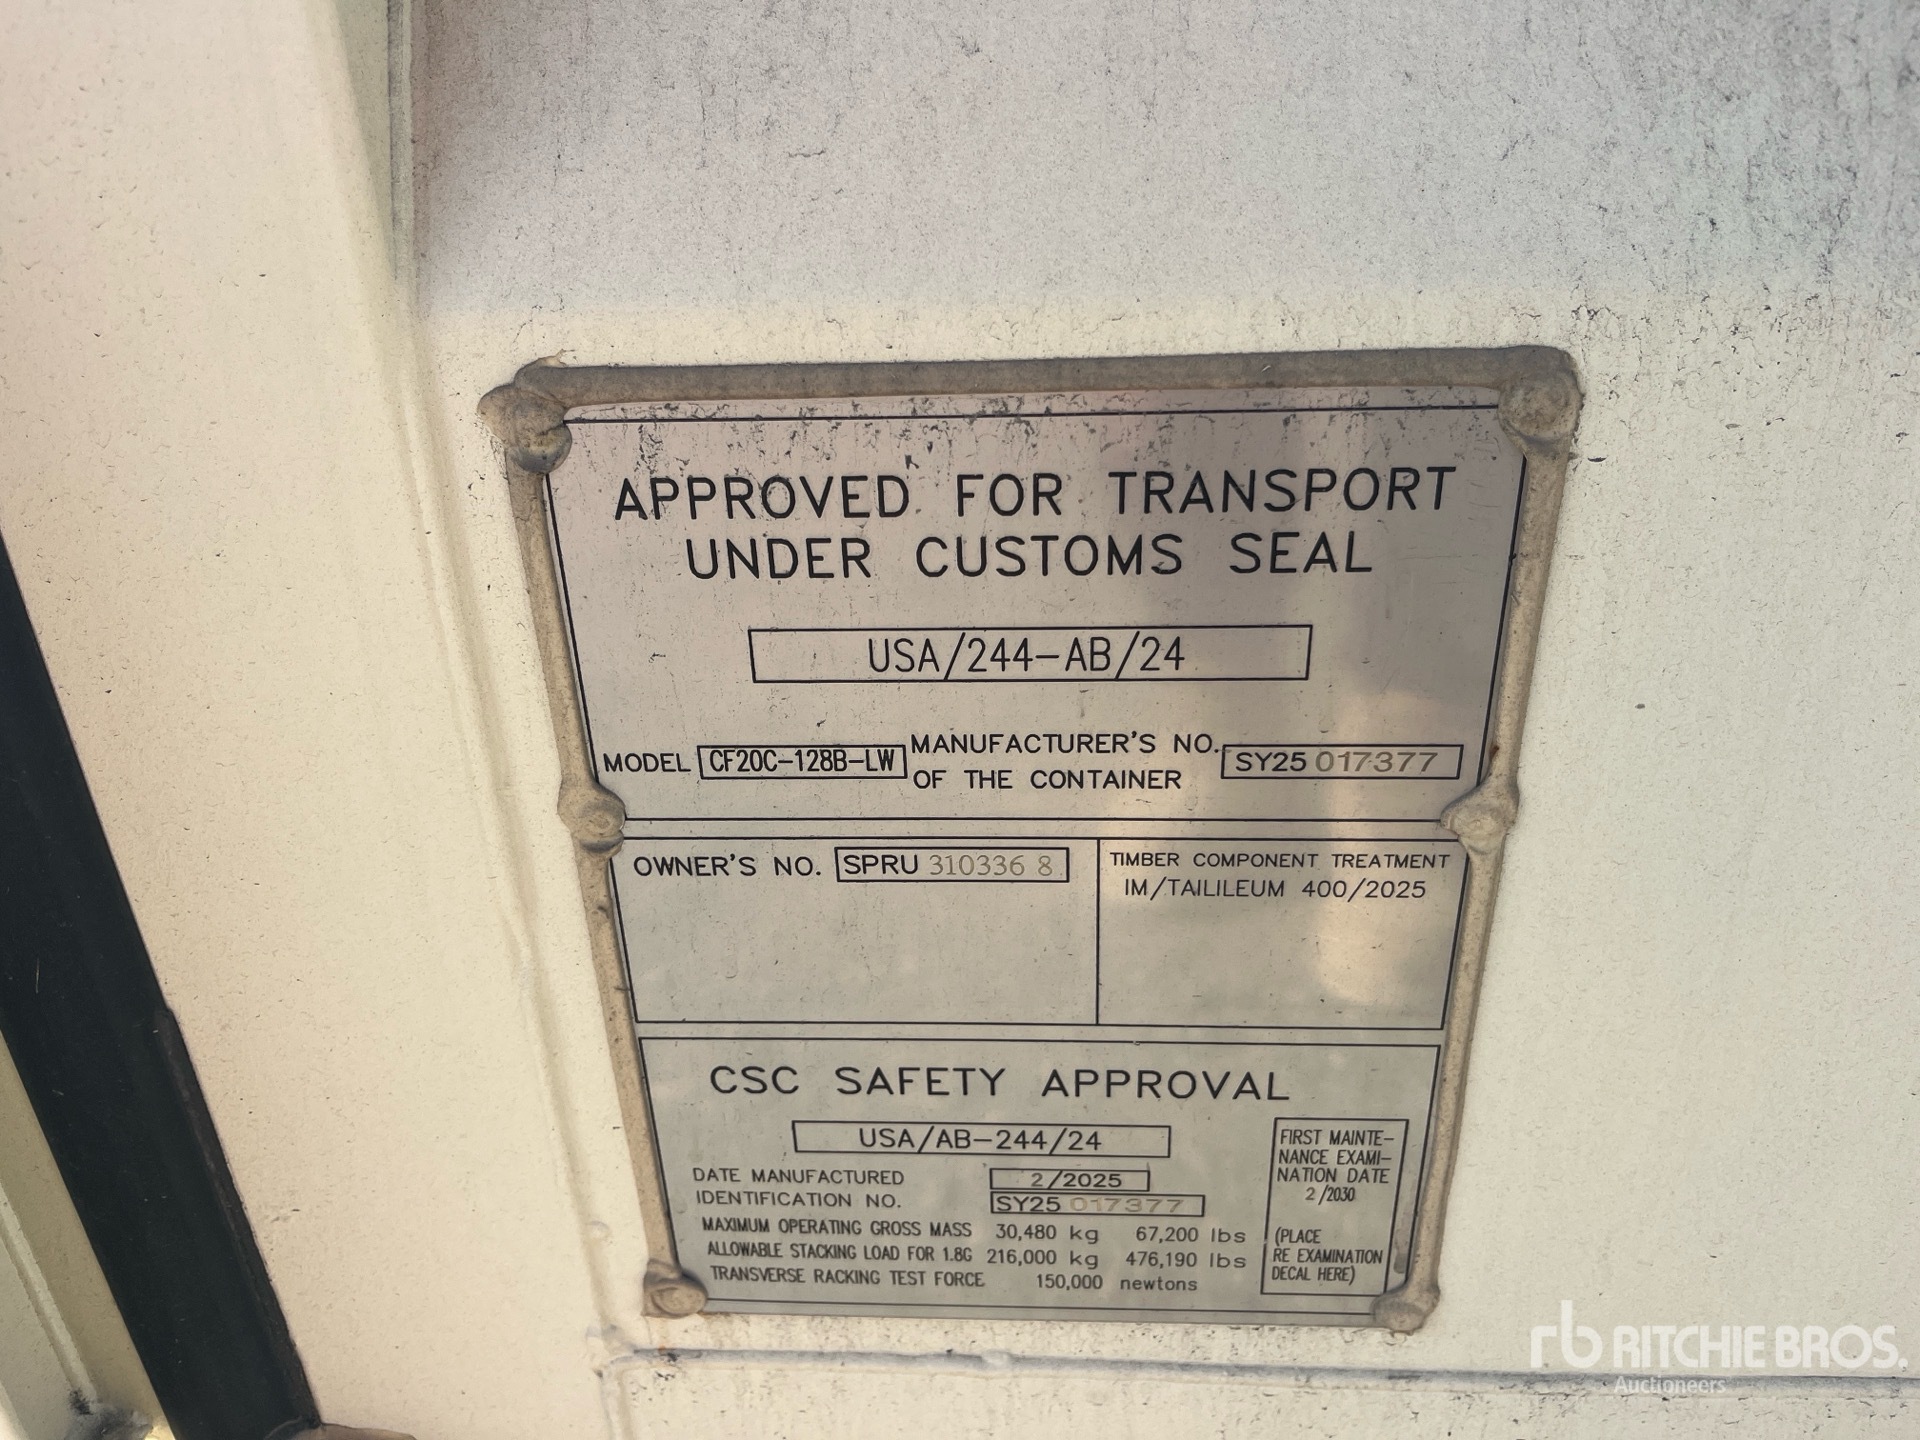 APPROVED FOR TRANSPORT
UNDER CUSTOMS SEAL
USA/244-AB/24
MODEL CF20C-128B-LW MANUFACTURER'S NO. OF THE CONTAINER SY25 017377
OWNER'S NO. SPRU 310336 8
TIMBER COMPONENT TREATMENT
IM/TAILILEUM 400/2025
CSC SAFETY APPROVAL
USA/AB-244/24
DATE MANUFACTURED 2/2025
IDENTIFICATION NO. SY25 017377
MAXIMUM OPERATING GROSS MASS 30,480 kg 67,200 lbs
ALLOWABLE STACKING LOAD FOR 1.8G 216,000 kg 476,190 lbs
TRANSVERSE RACKING TEST FORCE 150,000 newtons
FIRST MAINTE-
NANCE EXAMI-
NATION DATE
2/2030
(PLACE
RE EXAMINATION
DECAL HERE)
rb RITCHIE BROS.
Auctioneers